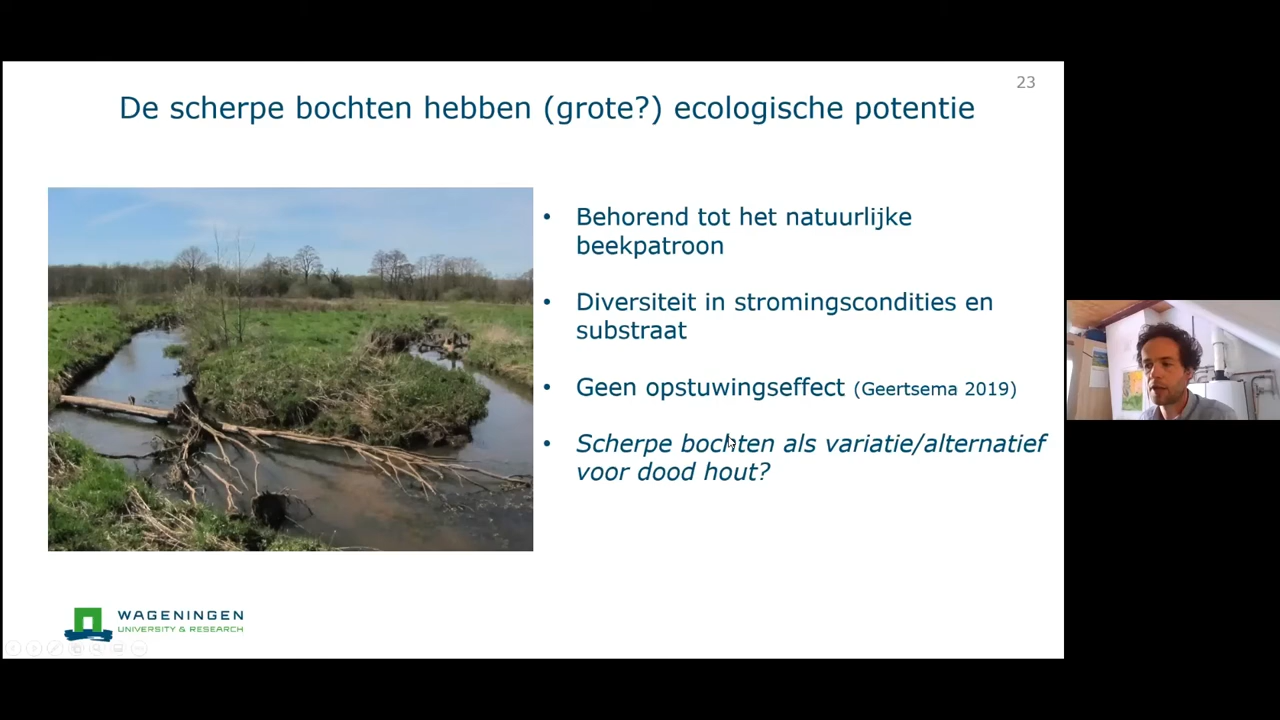 23
De scherpe bochten hebben (grote?) ecologische potentie
• Behorend tot het natuurlijke
beekpatroon
• Diversiteit in stromingscondities en
substraat
• Geen opstuwingseffect (Geertsema 2019)
• Scherpe bochten als variatie/alternatief
voor dood hout?
WAGENINGEN
UNIVERSITY & RESEARCH